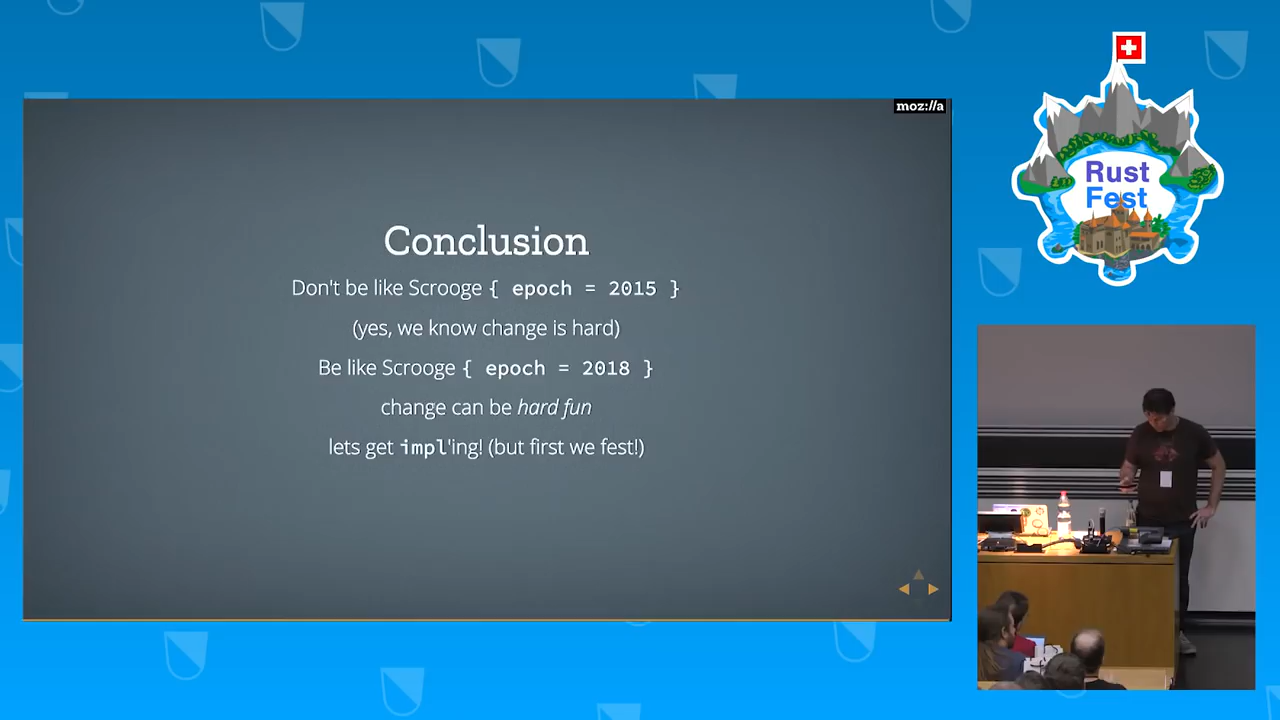 moz://a
Conclusion
Don't be like Scrooge { epoch = 2015 }
(yes, we know change is hard)
Be like Scrooge { epoch = 2018 }
change can be hard fun
lets get impl'ing! (but first we fest!)
Rust
Fest